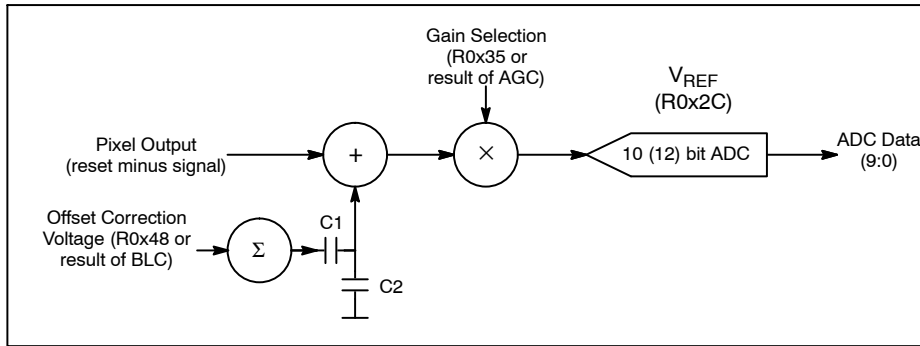 Gain Selection
(R0x35 or
result of AGC)
VREF
(R0x2C)
Pixel Output
(reset minus signal)
+
×
10 (12) bit ADC
ADC Data
(9:0)
Offset Correction
Voltage (R0x48 or
result of BLC)
Σ
C1
C2